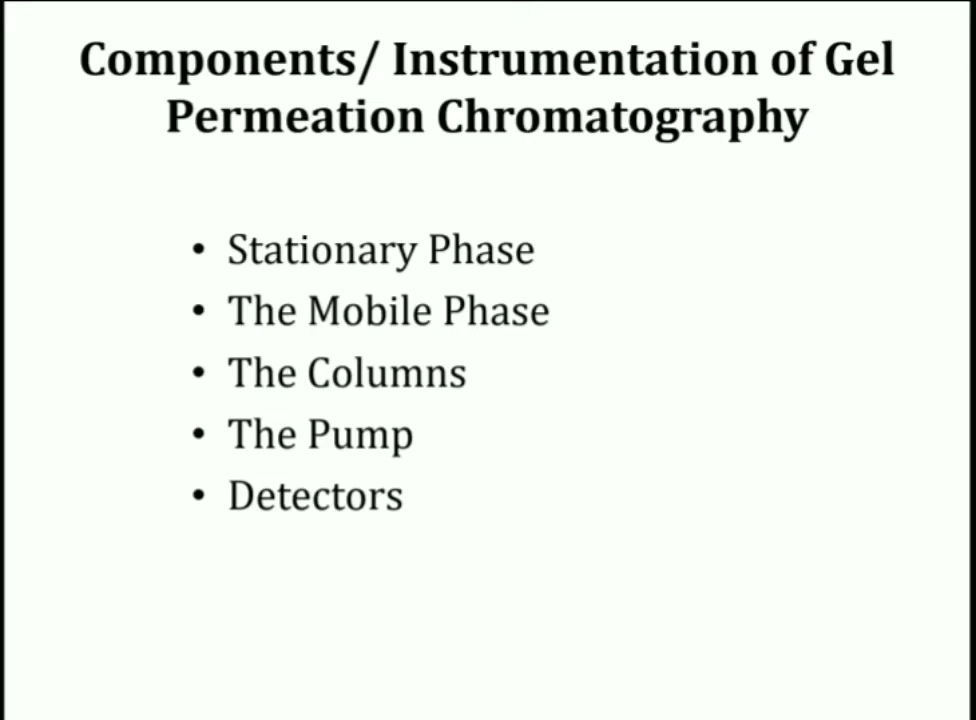 Components/ Instrumentation of Gel
Permeation Chromatography
• Stationary Phase
• The Mobile Phase
• The Columns
• The Pump
• Detectors